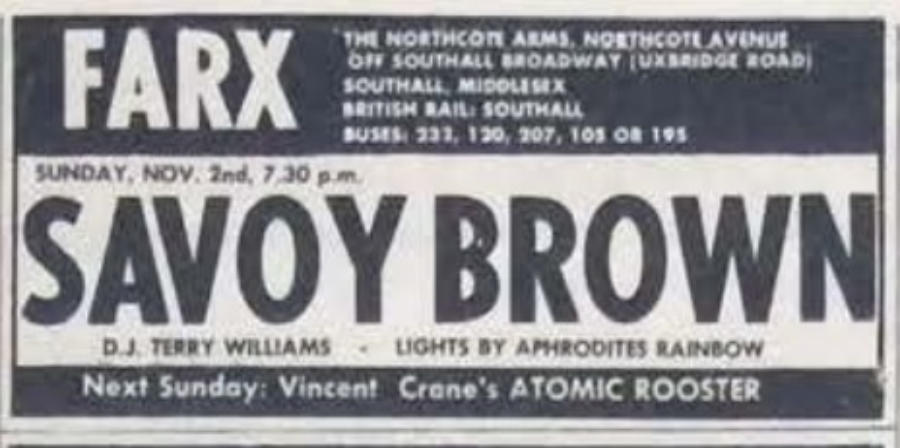 FARX
THE NORTHCOTE ARMS, NORTHCOTE AVENUE
OFF SOUTHALL BROADWAY (UXBRIDGE ROAD)
SOUTHALL, MIDDLESEX
BRITISH RAIL: SOUTHALL
BUSES: 232, 120, 207, 105 OR 195
SUNDAY, NOV. 2nd, 7.30 p.m.
SAVOY BROWN
D.J. TERRY WILLIAMS - LIGHTS BY APHRODITES RAINBOW
Next Sunday: Vincent Crane's ATOMIC ROOSTER